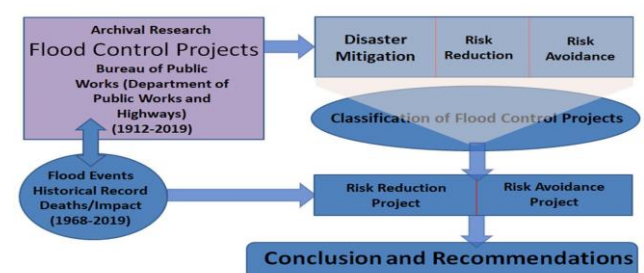 Archival Research
Flood Control Projects
Bureau of Public
Works (Department of
Public Works and
Highways)
(1912-2019)
Disaster
Mitigation
Risk
Reduction
Risk
Avoidance
Classification of Flood Control Projects
Flood Events
Historical Record
Deaths/Impact
(1968-2019)
Risk Reduction
Project
Risk Avoidance
Project
Conclusion and Recommendations